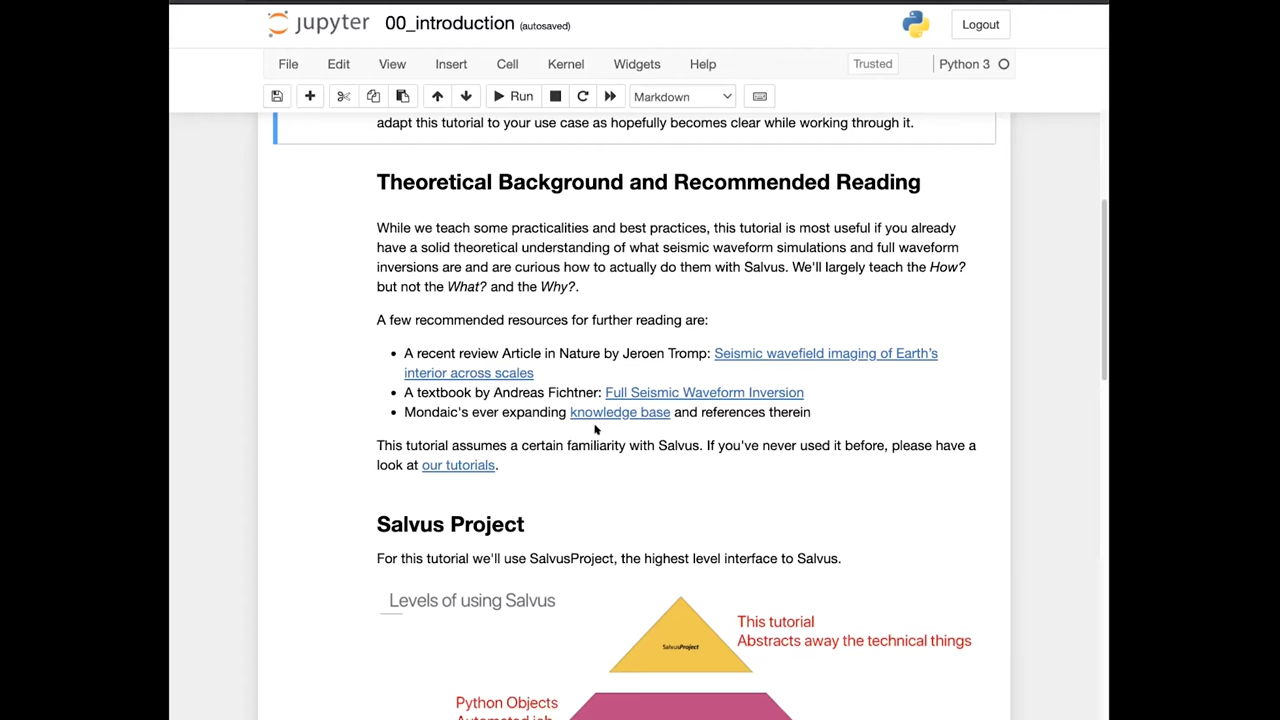 jupyter 00_introduction (autosaved) Logout
File Edit View Insert Cell Kernel Widgets Help Trusted Python 3
Run Markdown
adapt this tutorial to your use case as hopefully becomes clear while working through it.
Theoretical Background and Recommended Reading
While we teach some practicalities and best practices, this tutorial is most useful if you already
have a solid theoretical understanding of what seismic waveform simulations and full waveform
inversions are and are curious how to actually do them with Salvus. We'll largely teach the How?
but not the What? and the Why?.
A few recommended resources for further reading are:
• A recent review Article in Nature by Jeroen Tromp: Seismic wavefield imaging of Earth's
interior across scales
• A textbook by Andreas Fichtner: Full Seismic Waveform Inversion
• Mondaic's ever expanding knowledge base and references therein
This tutorial assumes a certain familiarity with Salvus. If you've never used it before, please have a
look at our tutorials.
Salvus Project
For this tutorial we'll use SalvusProject, the highest level interface to Salvus.
Levels of using Salvus
This tutorial
Abstracts away the technical things
SalvusProject
Python Objects
Automated job